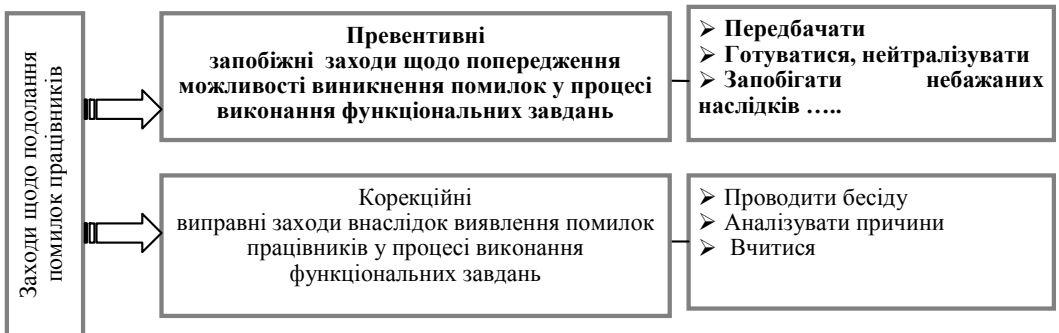 Заходи щодо подолання
помилок працівників
Превентивні
запобіжні заходи щодо попередження
можливості виникнення помилок у процесі
виконання функціональних завдань
➢ Передбачати
➢ Готуватися, нейтралізувати
➢ Запобігати небажаних
наслідків …..
Корекційні
виправні заходи внаслідок виявлення помилок
працівників у процесі виконання
функціональних завдань
➢ Проводити бесіду
➢ Аналізувати причини
➢ Вчитися